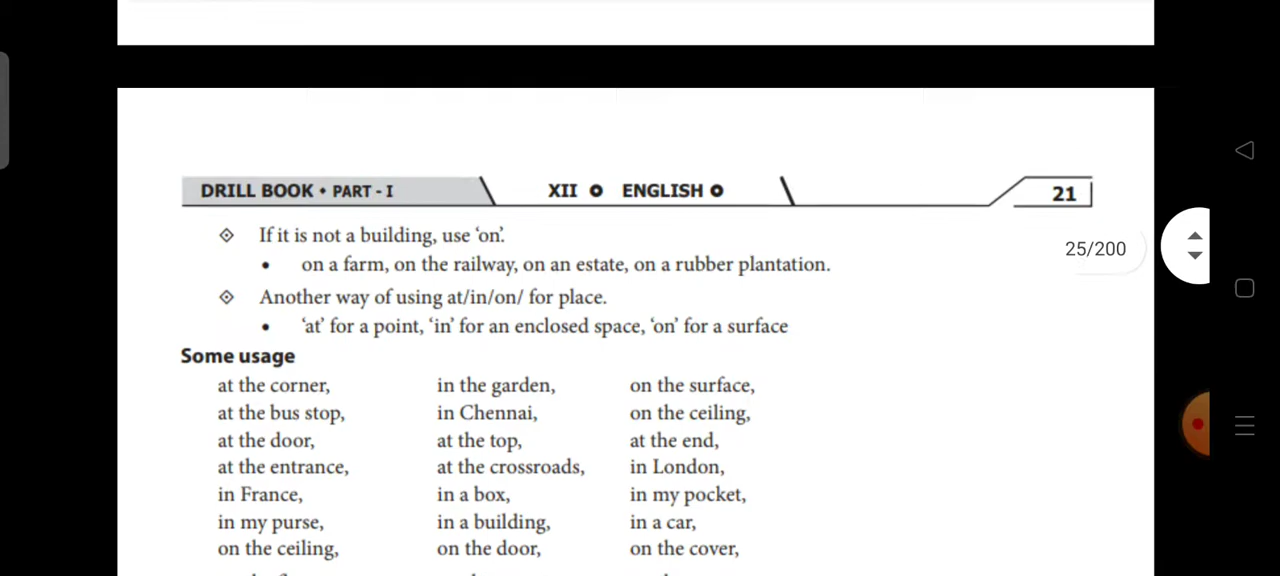 DRILL BOOK • PART - I XII ENGLISH 21
If it is not a building, use ‘on’.
25/200
• on a farm, on the railway, on an estate, on a rubber plantation.
Another way of using at/in/on/ for place.
• ‘at’ for a point, ‘in’ for an enclosed space, ‘on’ for a surface
Some usage
at the corner, in the garden, on the surface,
at the bus stop, in Chennai, on the ceiling,
at the door, at the top, at the end,
at the entrance, at the crossroads, in London,
in France, in a box, in my pocket,
in my purse, in a building, in a car,
on the ceiling, on the door, on the cover,